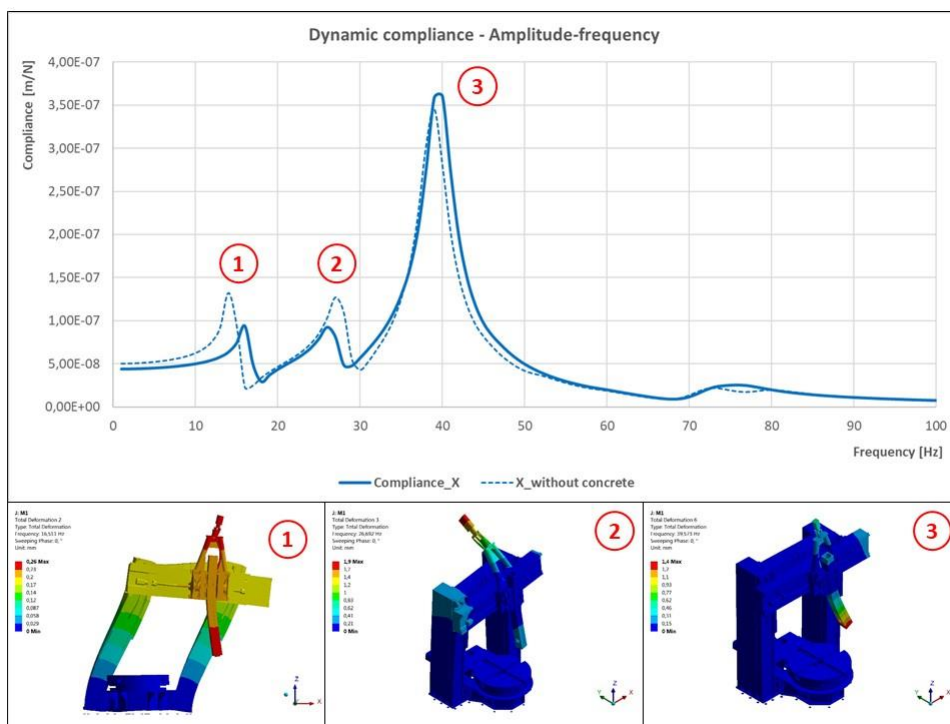 Dynamic compliance - Amplitude-frequency
Compliance [m/N]
4,00E-07
3,50E-07
3,00E-07
2,50E-07
2,00E-07
1,50E-07
1,00E-07
5,00E-08
0,00E+00
1
2
3
0 10 20 30 40 50 60 70 80 90 100
Frequency [Hz]
Compliance_X X_without concrete
J: M1
Total Deformation 2
Type: Total Deformation
Frequency: 16,511 Hz
Sweeping Phase: 0, °
Unit: mm
0,26 Max
0,23
0,2
0,17
0,14
0,12
0,087
0,058
0,029
0 Min
1
Z
X
J: M1
Total Deformation 3
Type: Total Deformation
Sweeping Phase: 0, °
Unit: mm
1,9 Max
1,4
1,2
1
0,62
0,41
0,21
0 Min
2
Z
Y
X
J: M1
Total Deformation 6
Type: Total Deformation
Sweeping Phase: 0, °
Unit: mm
1,4 Max
1,2
1,1
0,93
0,77
0,62
0,46
0,31
0,15
0 Min
3
Z
Y
X